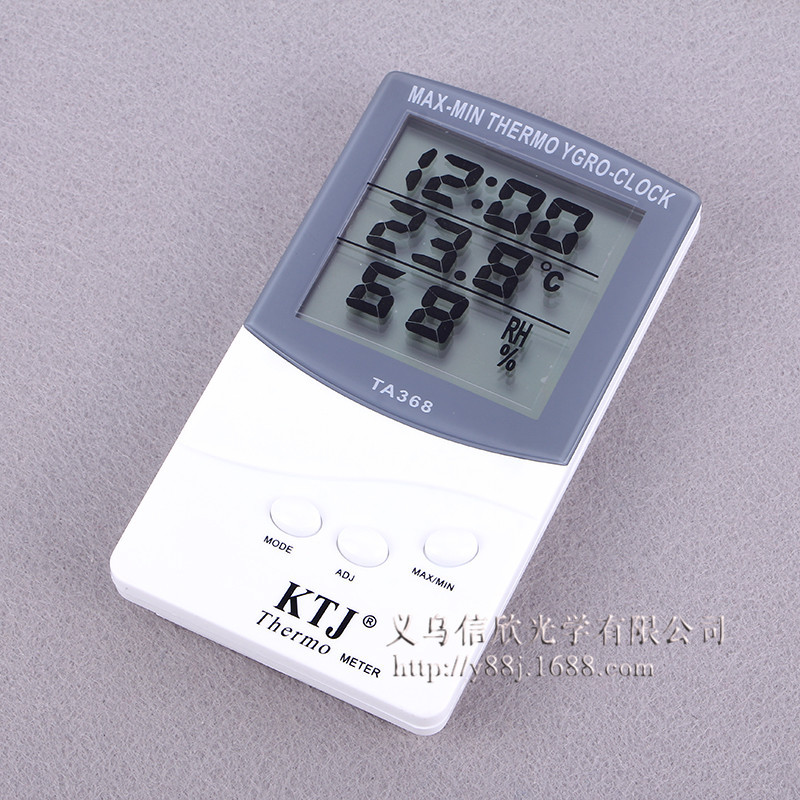 MAX-MIN THERMO YGRO-CLOCK
12:00
23.8°C
68 RH%
TA368
MODE
ADJ
MAX/MIN
KTJ®
Thermo METER
义乌信欣光学有限公司
http://y88j.1688.com